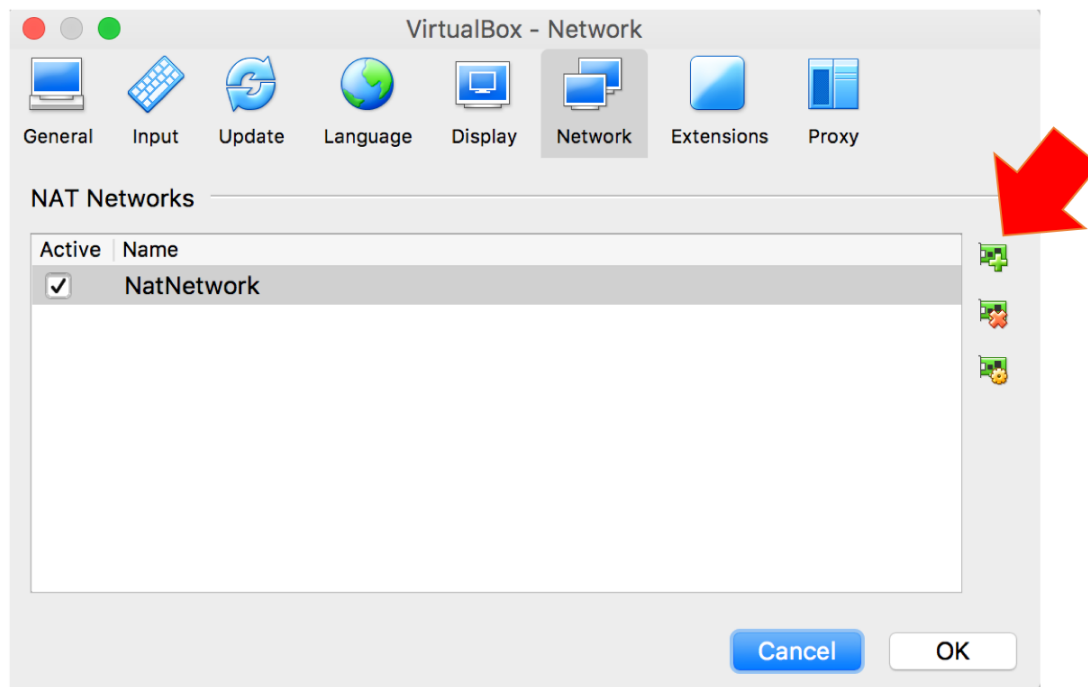 VirtualBox - Network
General Input Update Language Display Network Extensions Proxy
NAT Networks
Active Name
NatNetwork
Cancel OK